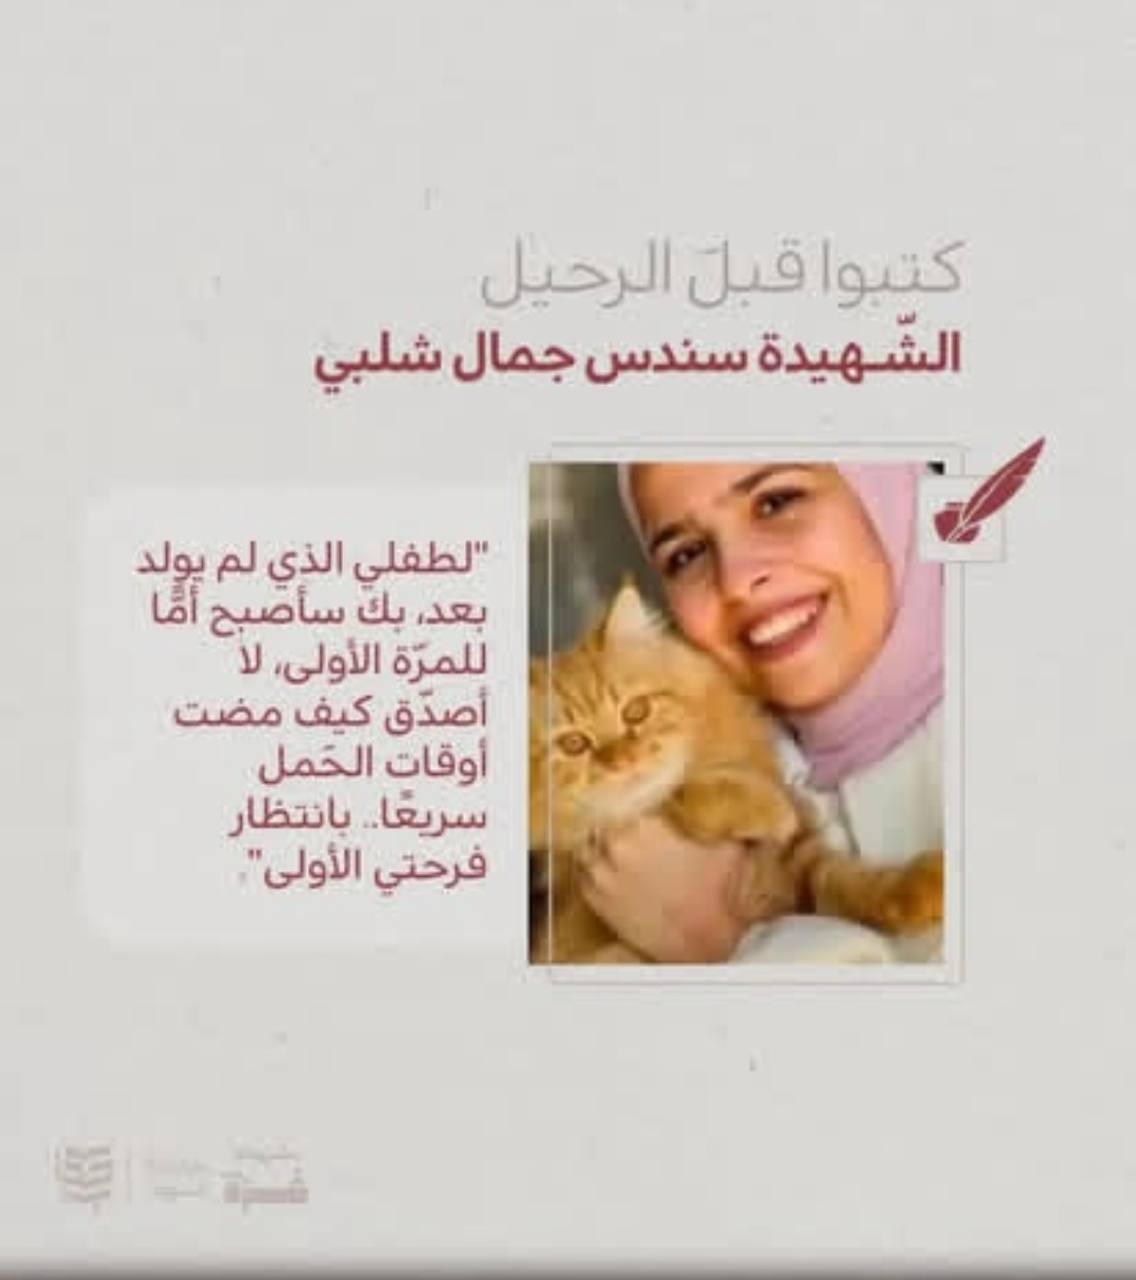 كتبوا قبلَ الرحيل
الشّهيدة سندس جمال شلبي
"لطفلي الذي لم يولد
بعد، بك سأصبح أمًّا
للمرّة الأولى، لا
أصدّق كيف مضت
أوقات الحَمل
سريعًا.. بانتظار
فرحتي الأولى".